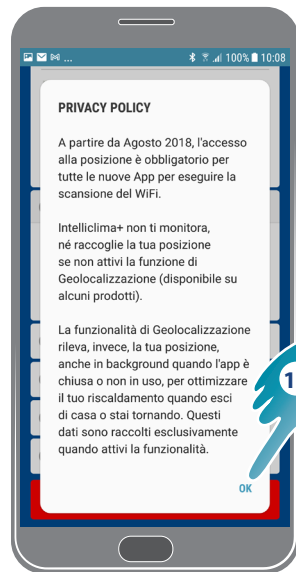 ... 100% 10:08
PRIVACY POLICY
A partire da Agosto 2018, l'accesso
alla posizione è obbligatorio per
tutte le nuove App per eseguire la
scansione del WiFi.
Intelliclima+ non ti monitora,
né raccoglie la tua posizione
se non attivi la funzione di
Geolocalizzazione (disponibile su
alcuni prodotti).
La funzionalità di Geolocalizzazione
rileva, invece, la tua posizione,
anche in background quando l'app è
chiusa o non in uso, per ottimizzare
il tuo riscaldamento quando esci
di casa o stai tornando. Questi
dati sono raccolti esclusivamente
quando attivi la funzionalità.
1
OK